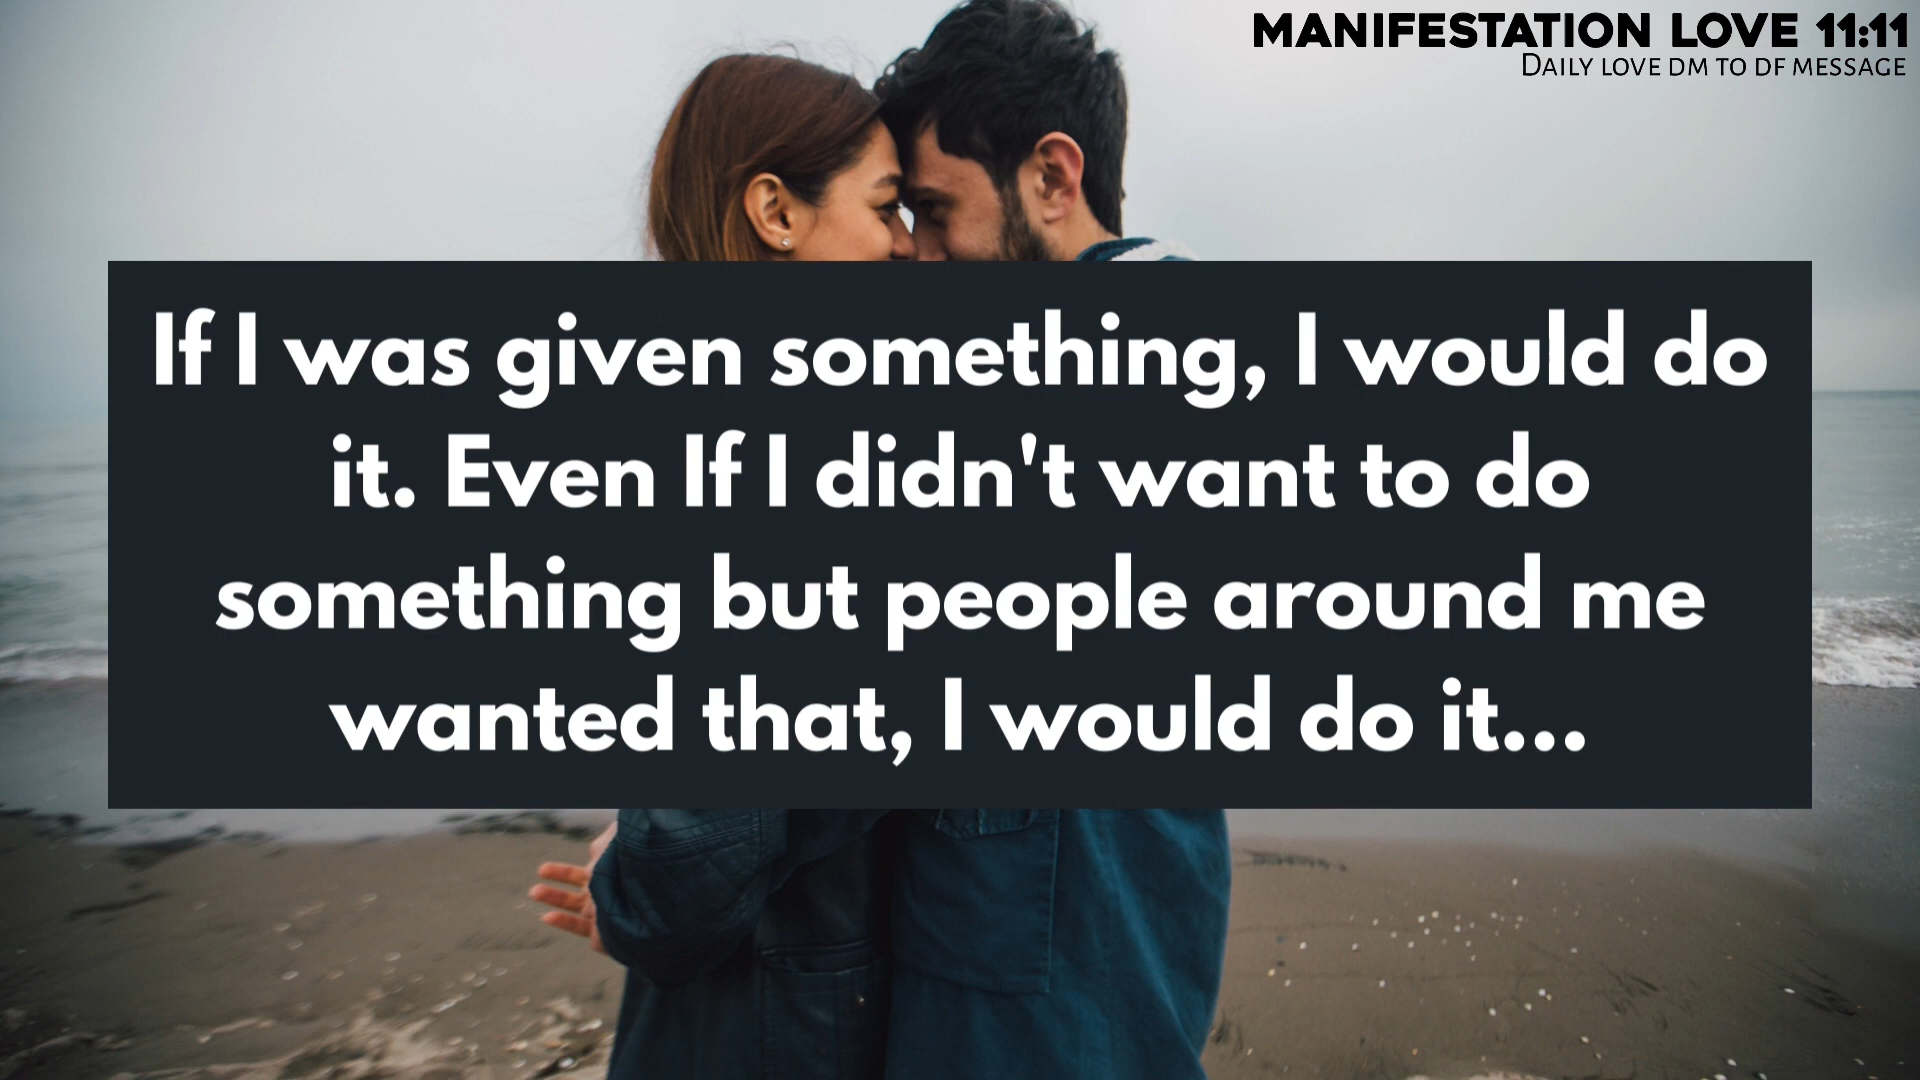 MANIFESTATION LOVE 11:11
DAILY LOVE DM TO DF MESSAGE
If I was given something, I would do
it. Even If I didn't want to do
something but people around me
wanted that, I would do it...